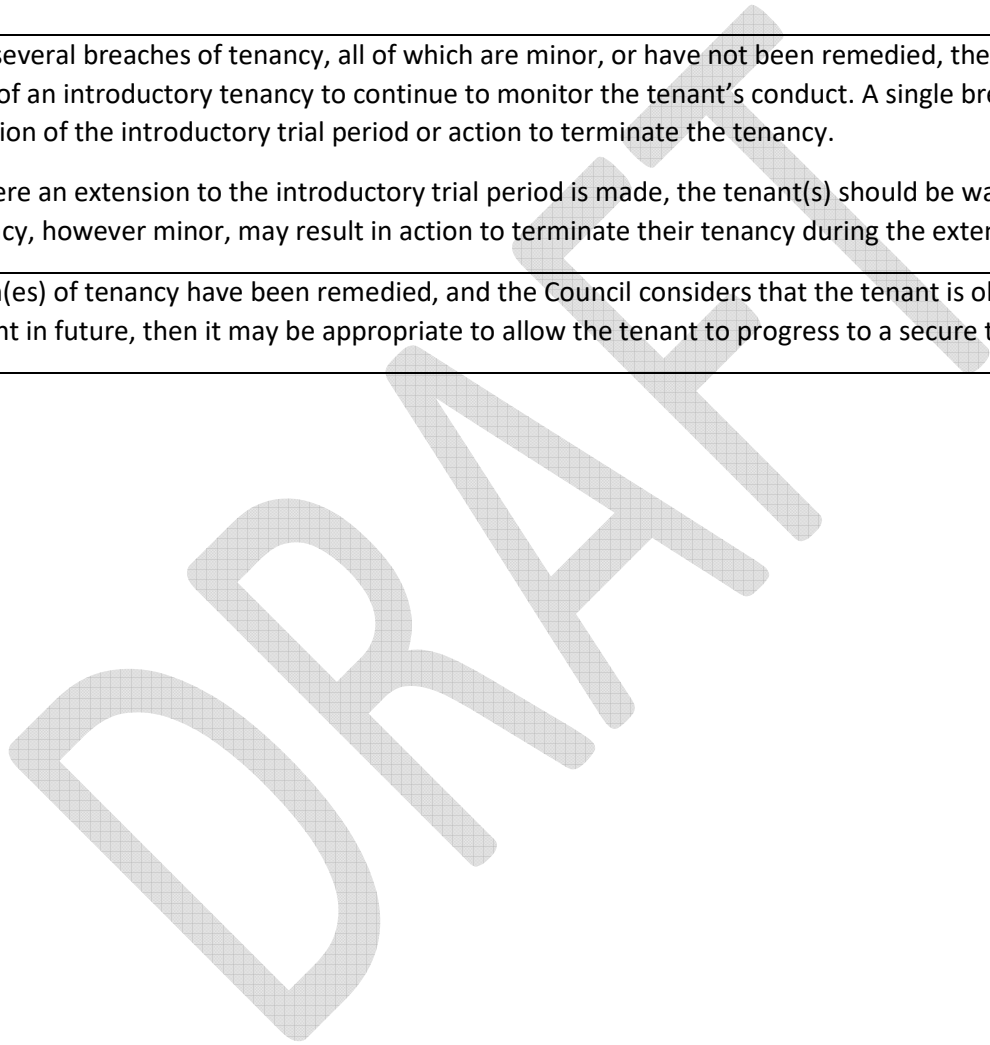 several breaches of tenancy, all of which are minor, or have not been remedied, the
of an introductory tenancy to continue to monitor the tenant's conduct. A single bre
ion of the introductory trial period or action to terminate the tenancy.
ere an extension to the introductory trial period is made, the tenant(s) should be wa
cy, however minor, may result in action to terminate their tenancy during the exten
(es) of tenancy have been remedied, and the Council considers that the tenant is
nt in future, then it may be appropriate to allow the tenant to progress to a secure
DRAFT